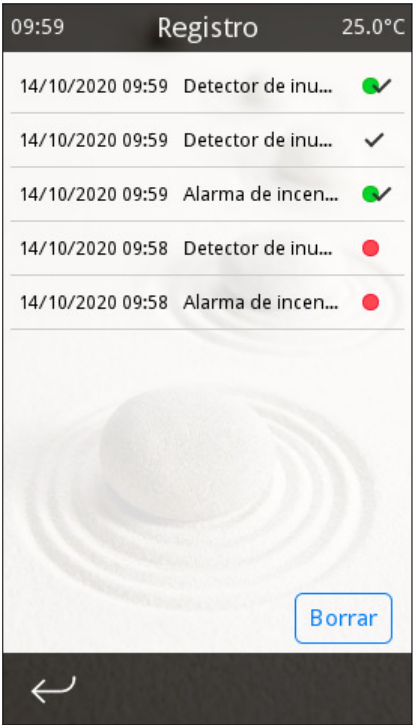 09:59 Registro 25.0°C
14/10/2020 09:59 Detector de inu...
14/10/2020 09:59 Detector de inu...
14/10/2020 09:59 Alarma de incen...
14/10/2020 09:58 Detector de inu...
14/10/2020 09:58 Alarma de incen...
Borrar